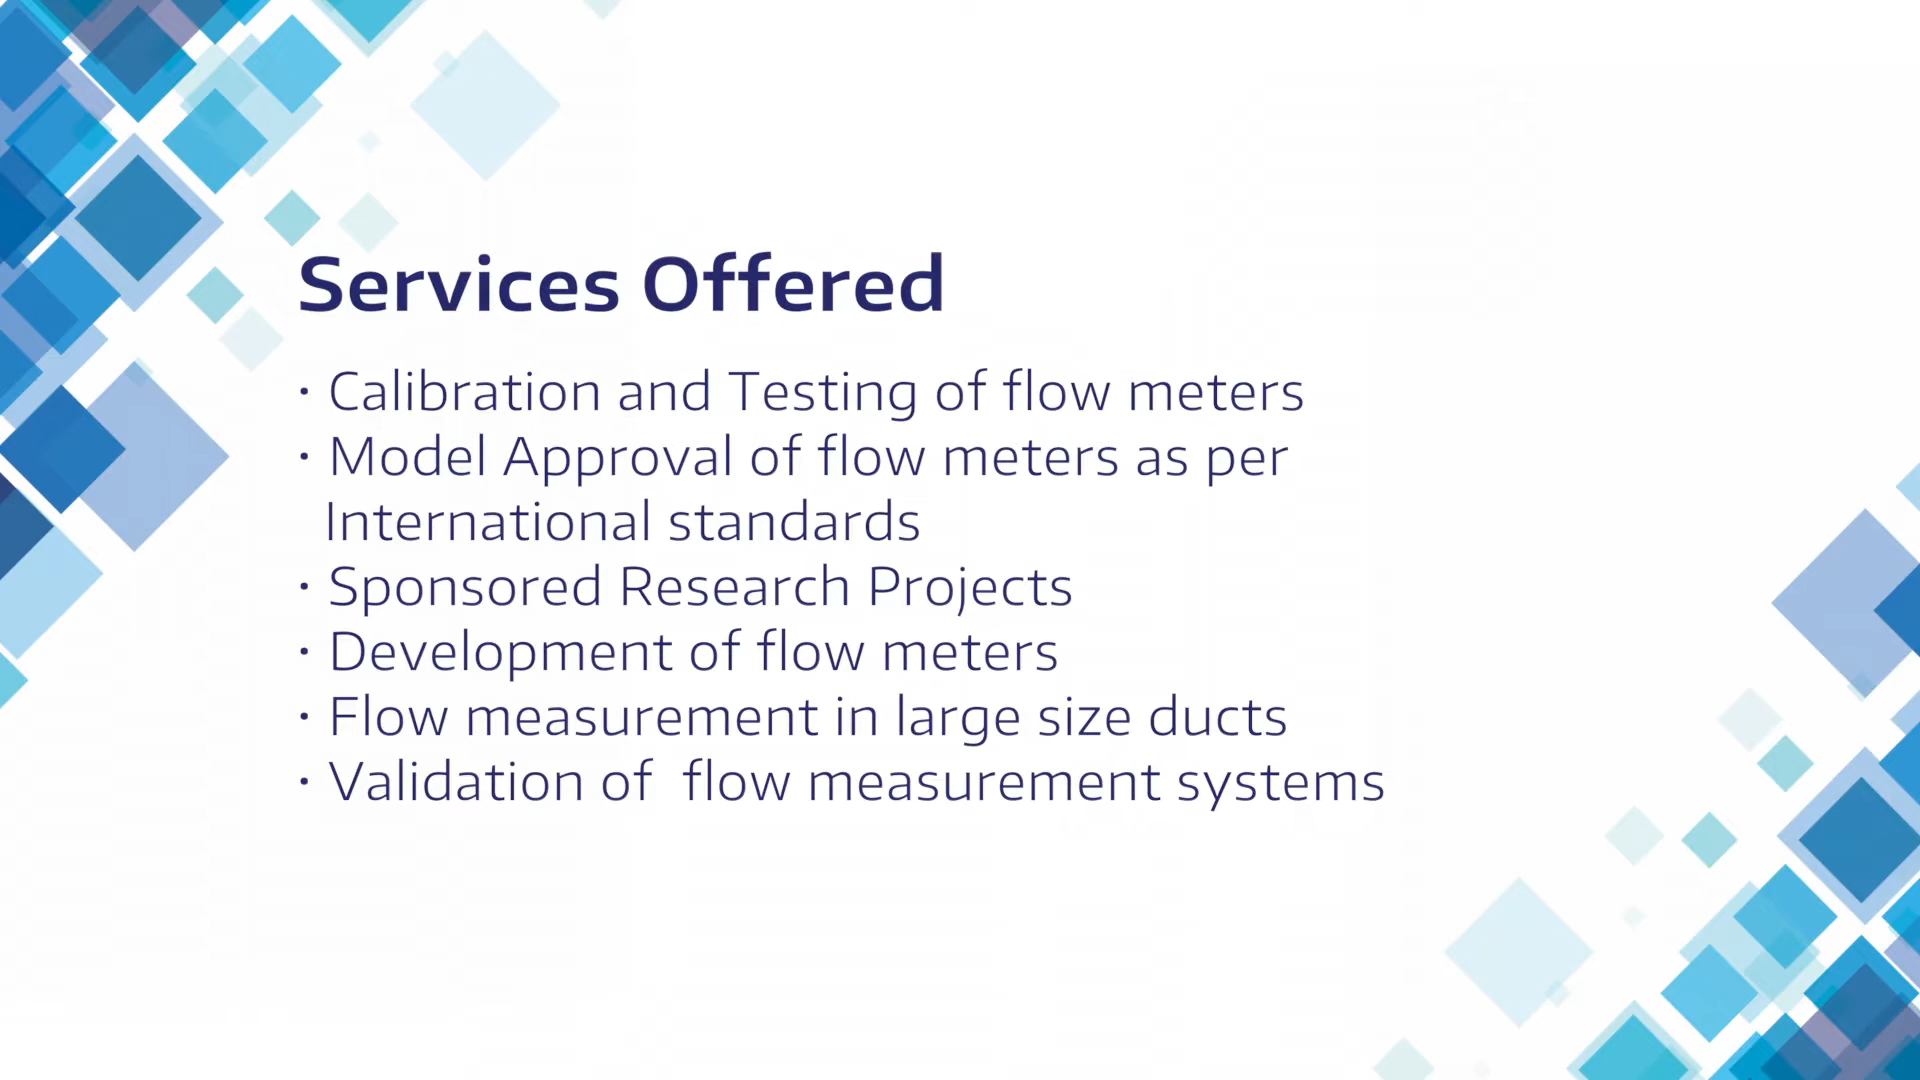 Services Offered
· Calibration and Testing of flow meters
· Model Approval of flow meters as per
International standards
· Sponsored Research Projects
· Development of flow meters
· Flow measurement in large size ducts
· Validation of  flow measurement systems